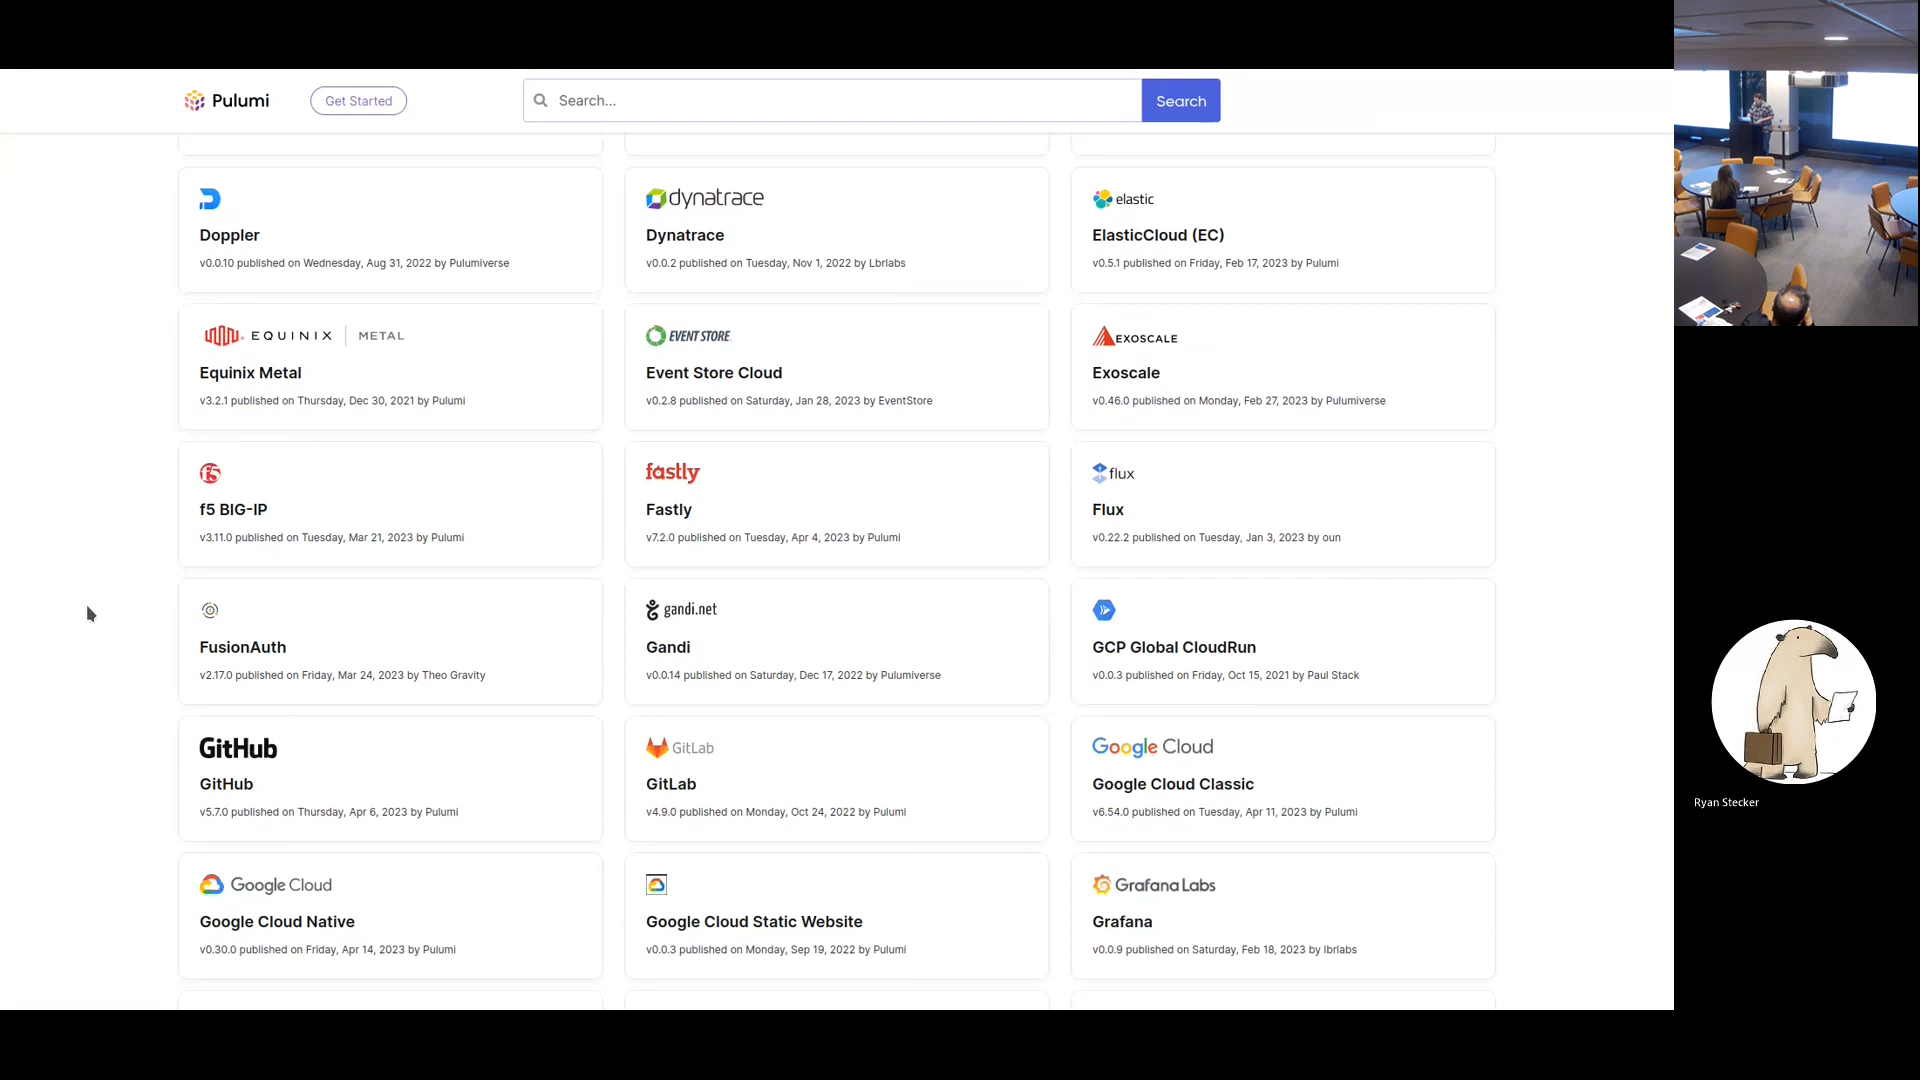 Pulumi
Get Started
Search...
Search
Doppler
v0.0.10 published on Wednesday, Aug 31, 2022 by Pulumiverse
dynatrace
Dynatrace
v0.0.2 published on Tuesday, Nov 1, 2022 by Lbrlabs
elastic
ElasticCloud (EC)
v0.5.1 published on Friday, Feb 17, 2023 by Pulumi
EQUINIX | METAL
Equinix Metal
v3.2.1 published on Thursday, Dec 30, 2021 by Pulumi
EVENT STORE
Event Store Cloud
v0.2.8 published on Saturday, Jan 28, 2023 by EventStore
EXOSCALE
Exoscale
v0.46.0 published on Monday, Feb 27, 2023 by Pulumiverse
f5
f5 BIG-IP
v3.11.0 published on Tuesday, Mar 21, 2023 by Pulumi
fastly
Fastly
v7.2.0 published on Tuesday, Apr 4, 2023 by Pulumi
flux
Flux
v0.22.2 published on Tuesday, Jan 3, 2023 by oun
FusionAuth
v2.17.0 published on Friday, Mar 24, 2023 by Theo Gravity
gandi.net
Gandi
v0.0.14 published on Saturday, Dec 17, 2022 by Pulumiverse
GCP Global CloudRun
v0.0.3 published on Friday, Oct 15, 2021 by Paul Stack
GitHub
GitHub
v5.7.0 published on Thursday, Apr 6, 2023 by Pulumi
GitLab
GitLab
v4.9.0 published on Monday, Oct 24, 2022 by Pulumi
Google Cloud
Google Cloud Classic
v6.54.0 published on Tuesday, Apr 11, 2023 by Pulumi
Google Cloud
Google Cloud Native
v0.30.0 published on Friday, Apr 14, 2023 by Pulumi
Google Cloud Static Website
v0.0.3 published on Monday, Sep 19, 2022 by Pulumi
Grafana Labs
Grafana
v0.0.9 published on Saturday, Feb 18, 2023 by lbrlabs
Ryan Stecker